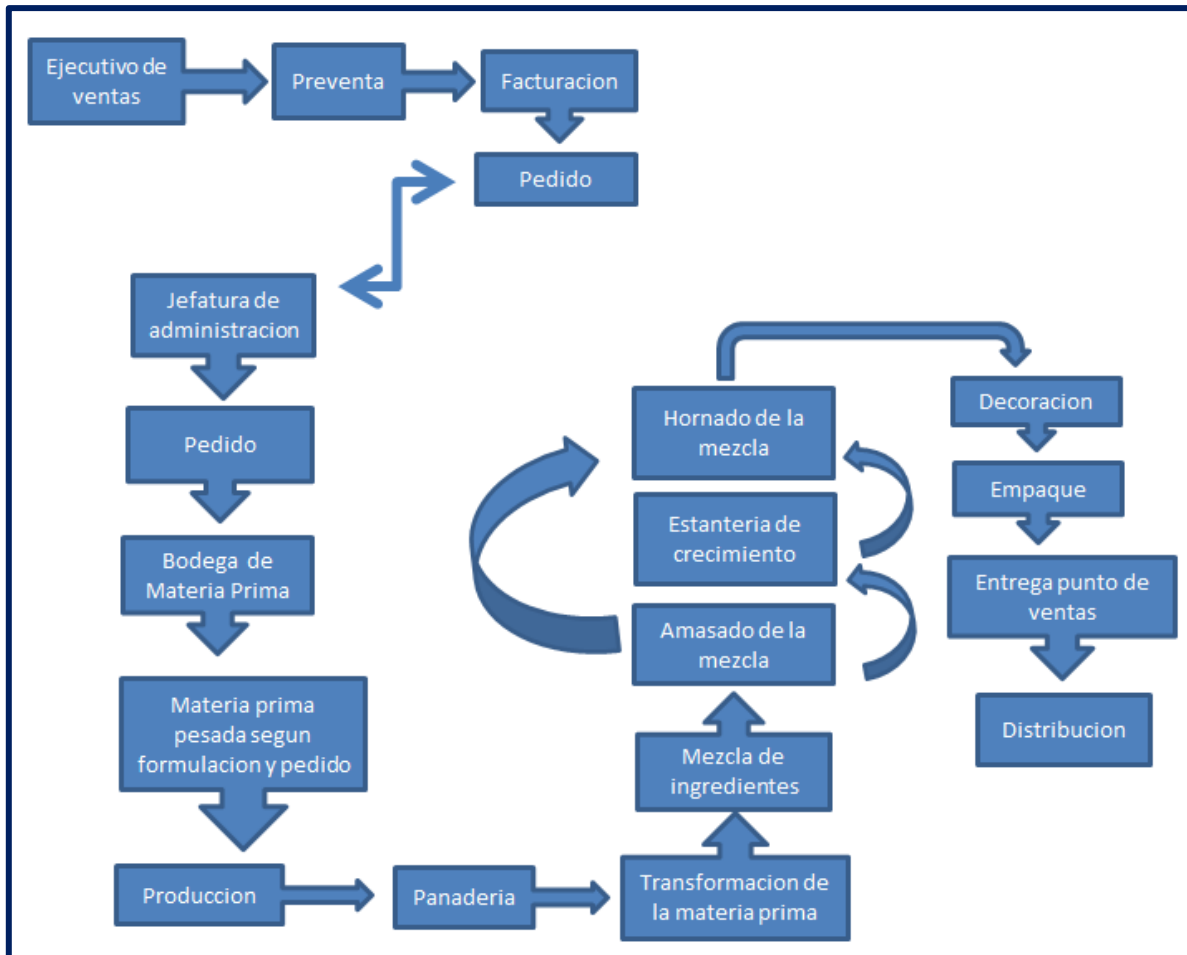 Ejecutivo de
ventas
Preventa
Facturacion
Pedido
Jefatura de
administracion
Pedido
Bodega de
Materia Prima
Materia prima
pesada segun
formulacion y pedido
Produccion
Panaderia
Transformacion de
la materia prima
Mezcla de
ingredientes
Amasado de la
mezcla
Estanteria de
crecimiento
Hornado de la
mezcla
Decoracion
Empaque
Entrega punto de
ventas
Distribucion